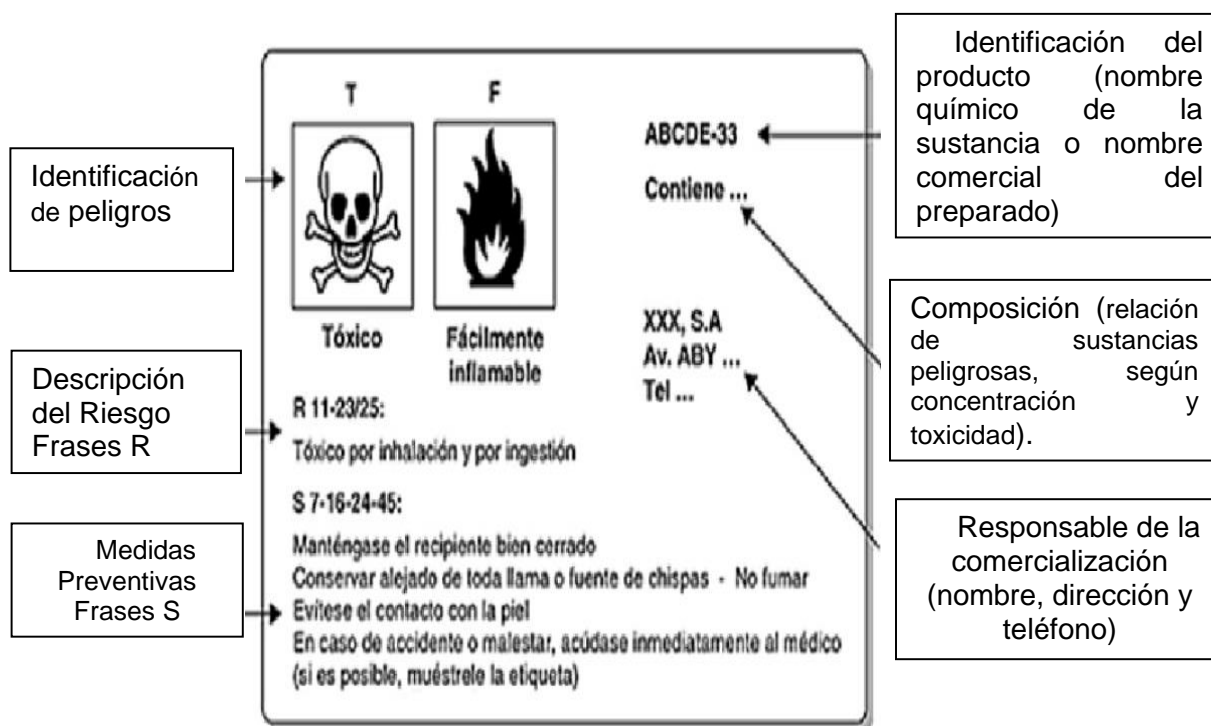 Identificación
de peligros
Descripción
del Riesgo
Frases R
Medidas
Preventivas
Frases S
T
F
Tóxico
Fácilmente
inflamable
R 11-23/25:
Tóxico por inhalación y por ingestión
S 7-16-24-45:
Manténgase el recipiente bien cerrado
Conservar alejado de toda llama o fuente de chispas - No fumar
Evítese el contacto con la piel
En caso de accidente o malestar, acúdase inmediatamente al médico
(si es posible, muéstrele la etiqueta)
ABCDE-33
Contiene ...
XXX, S.A
Av. ABY ...
Tel ...
Identificación del
producto (nombre
químico de la
sustancia o nombre
comercial del
preparado)
Composición (relación
de sustancias
peligrosas, según
concentración y
toxicidad).
Responsable de la
comercialización
(nombre, dirección y
teléfono)